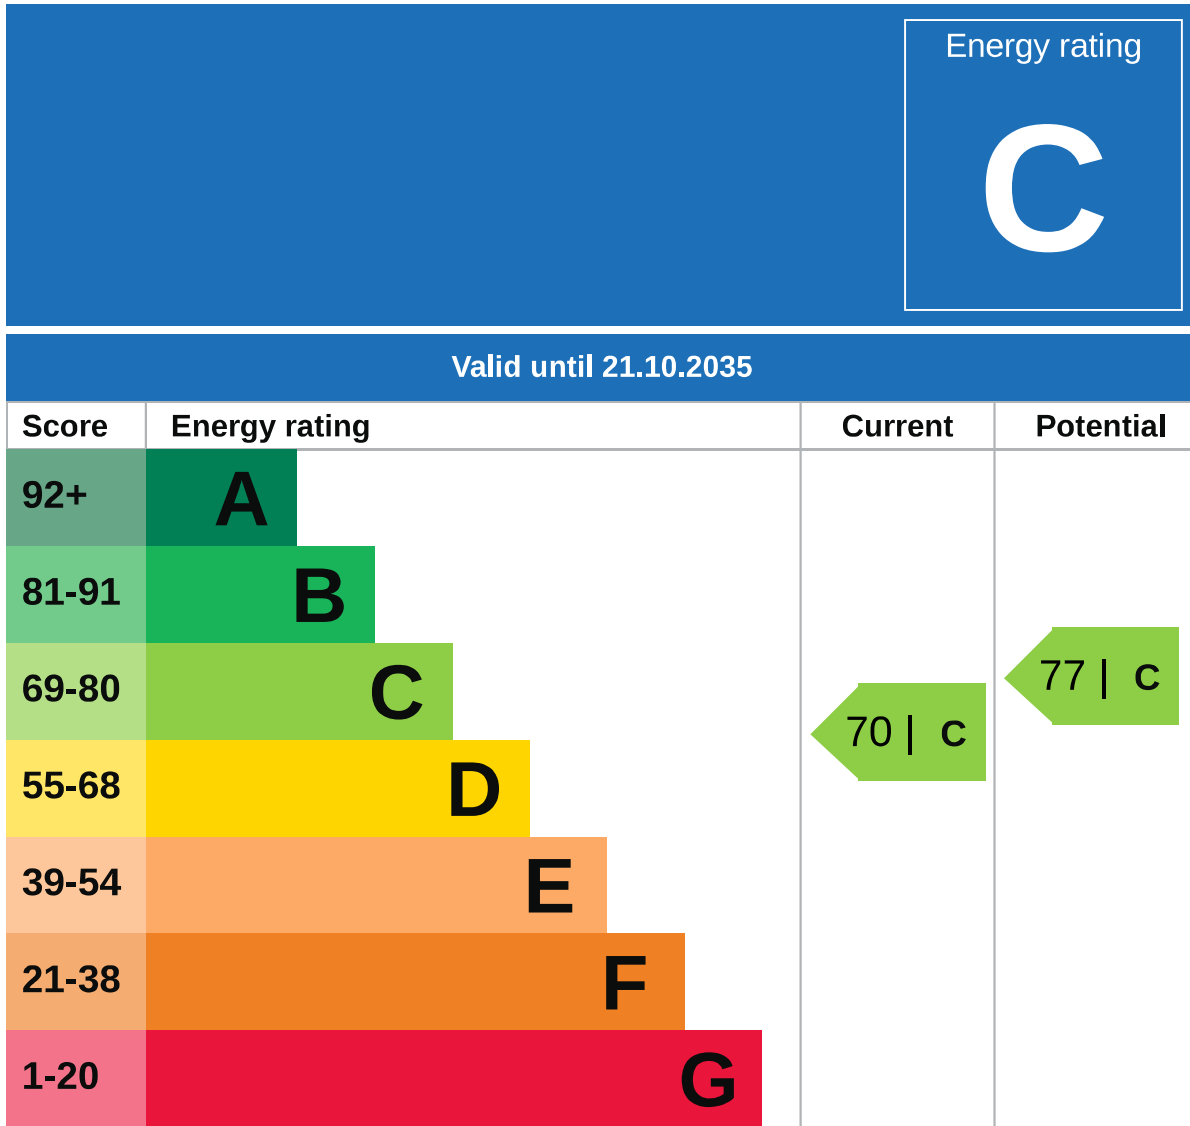 Energy rating
C
Valid until 21.10.2035
Score Energy rating Current Potential
92+ A
81-91 B
69-80 C
77 | C
70 | C
55-68 D
39-54 E
21-38 F
1-20 G